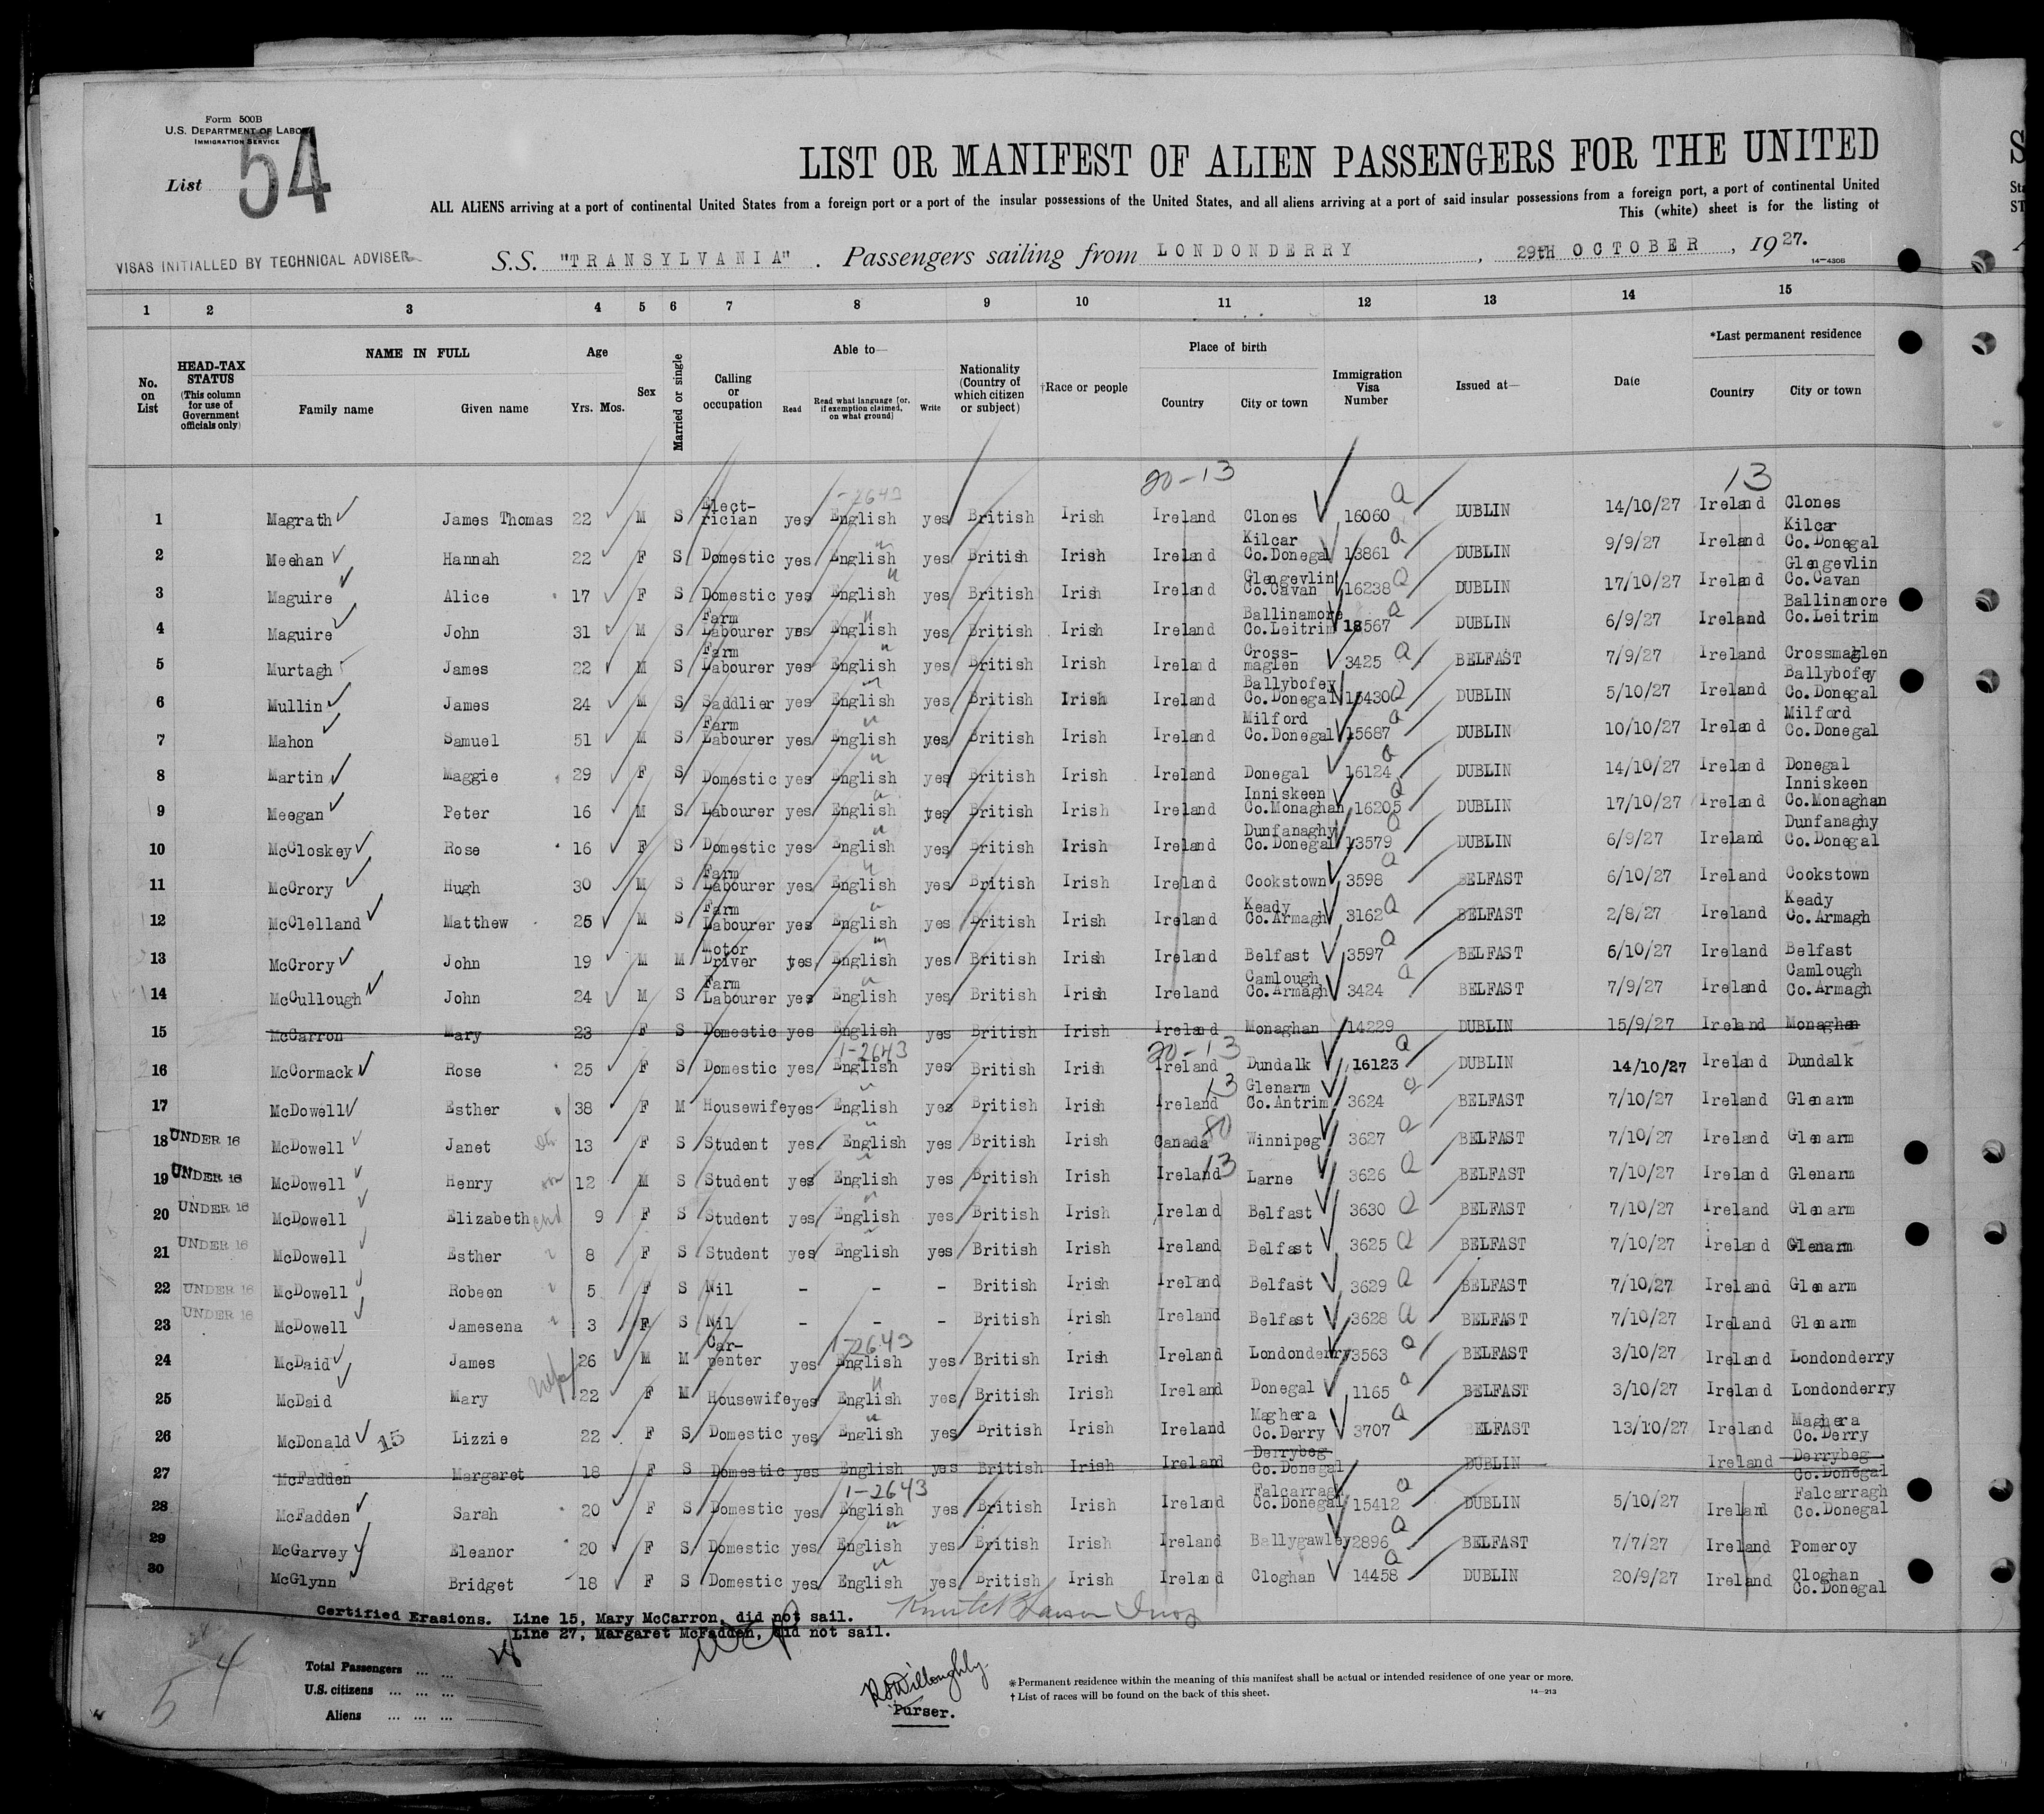 Form 500B
U.S. DEPARTMENT OF LABOR
IMMIGRATION SERVICE
List 54
LIST OR MANIFEST OF ALIEN PASSENGERS FOR THE UNITED
ALL ALIENS arriving at a port of continental United States from a foreign port or a port of the insular possessions of the United States, and all aliens arriving at a port of said insular possessions from a foreign port, a port of continental United
This (white) sheet is for the listing of
VISAS INITIALLED BY TECHNICAL ADVISER
S.S. "TRANSYLVANIA". Passengers sailing from LONDONDERRY, 29TH OCTOBER, 1927.
14-430B
1 2 3 4 5 6 7 8 9 10 11 12 13 14 15
No. on List
HEAD-TAX STATUS (This column for use of Government officials only)
NAME IN FULL Family name Given name
Age Yrs. Mos.
Sex
Married or single
Calling or occupation
Able to— Read Read what language [or, if exemption claimed, on what ground] Write
Nationality (Country of which citizen or subject)
†Race or people
Place of birth Country City or town
Immigration Visa Number
Issued at—
Date
*Last permanent residence Country City or town
20-13 13
1-2643
1 Magrath James Thomas 22 M S Elect-rician yes English yes British Irish Ireland Clones 16060 a DUBLIN 14/10/27 Ireland Clones
2 Meehan Hannah 22 F S Domestic yes English yes British Irish Ireland Kilcar Co.Donegal 13861 a DUBLIN 9/9/27 Ireland Kilcar Co.Donegal
3 Maguire Alice 17 F S Domestic yes English yes British Irish Ireland Glengevlin Co.Cavan 16238 a DUBLIN 17/10/27 Ireland Glengevlin Co.Cavan
4 Maguire John 31 M S Farm Labourer yes English yes British Irish Ireland Ballinamore Co.Leitrim 13567 a DUBLIN 6/9/27 Ireland Ballinamore Co.Leitrim
5 Murtagh James 22 M S Farm Labourer yes English yes British Irish Ireland Cross-maglen 3425 a BELFAST 7/9/27 Ireland Crossmaglen
6 Mullin James 24 M S Saddlier yes English yes British Irish Ireland Ballybofey Co.Donegal 15430 a DUBLIN 5/10/27 Ireland Ballybofey Co.Donegal
7 Mahon Samuel 51 M S Farm Labourer yes English yes British Irish Ireland Milford Co.Donegal 15687 a DUBLIN 10/10/27 Ireland Milford Co.Donegal
8 Martin Maggie 29 F S Domestic yes English yes British Irish Ireland Donegal 16124 a DUBLIN 14/10/27 Ireland Donegal
9 Meegan Peter 16 M S Labourer yes English yes British Irish Ireland Inniskeen Co.Monaghan 16205 a DUBLIN 17/10/27 Ireland Inniskeen Co.Monaghan
10 McCloskey Rose 16 F S Domestic yes English yes British Irish Ireland Dunfanaghy Co.Donegal 13579 a DUBLIN 6/9/27 Ireland Dunfanaghy Co.Donegal
11 McCrory Hugh 30 M S Farm Labourer yes English yes British Irish Ireland Cookstown 3598 a BELFAST 6/10/27 Ireland Cookstown
12 McClelland Matthew 25 M S Farm Labourer yes English yes British Irish Ireland Keady Co.Armagh 3162 a BELFAST 2/8/27 Ireland Keady Co.Armagh
13 McCrory John 19 M M Motor Driver yes English yes British Irish Ireland Belfast 3597 a BELFAST 6/10/27 Ireland Belfast
14 McCullough John 24 M S Farm Labourer yes English yes British Irish Ireland Camlough Co.Armagh 3424 a BELFAST 7/9/27 Ireland Camlough Co.Armagh
15 McCarron Mary 23 F S Domestic yes English yes British Irish Ireland Monaghan 14229 DUBLIN 15/9/27 Ireland Monaghan
1-2643 20-13
16 McCormack Rose 25 F S Domestic yes English yes British Irish Ireland Dundalk 16123 a DUBLIN 14/10/27 Ireland Dundalk
17 McDowell Esther 38 F M Housewife yes English yes British Irish Ireland 13 Glenarm Co.Antrim 3624 a BELFAST 7/10/27 Ireland Glenarm
18 UNDER 16 McDowell Janet 13 F S Student yes English yes British Irish Canada 80 Winnipeg 3627 a BELFAST 7/10/27 Ireland Glenarm
19 UNDER 16 McDowell Henry 12 M S Student yes English yes British Irish Ireland 13 Larne 3626 a BELFAST 7/10/27 Ireland Glenarm
20 UNDER 16 McDowell Elizabeth 9 F S Student yes English yes British Irish Ireland Belfast 3630 a BELFAST 7/10/27 Ireland Glenarm
21 UNDER 16 McDowell Esther 8 F S Student yes English yes British Irish Ireland Belfast 3625 a BELFAST 7/10/27 Ireland Glenarm
22 UNDER 16 McDowell Robeen 5 F S Nil - - - British Irish Ireland Belfast 3629 a BELFAST 7/10/27 Ireland Glenarm
23 UNDER 16 McDowell Jamesena 3 F S Nil - - - British Irish Ireland Belfast 3628 a BELFAST 7/10/27 Ireland Glenarm
1-2643
24 McDaid James 26 M M Car-penter yes English yes British Irish Ireland Londonderry 3563 a BELFAST 3/10/27 Ireland Londonderry
25 McDaid Mary wife 22 F M Housewife yes English yes British Irish Ireland Donegal 1165 a BELFAST 3/10/27 Ireland Londonderry
26 McDonald 15 Lizzie 22 F S Domestic yes English yes British Irish Ireland Maghera Co.Derry 3707 a BELFAST 13/10/27 Ireland Maghera Co.Derry
27 McFadden Margaret 18 F S Domestic yes English yes British Irish Ireland Derrybeg Co.Donegal DUBLIN Ireland Derrybeg Co.Donegal
1-2643
28 McFadden Sarah 20 F S Domestic yes English yes British Irish Ireland Falcarragh Co.Donegal 15412 a DUBLIN 5/10/27 Ireland Falcarragh Co.Donegal
29 McGarvey Eleanor 20 F S Domestic yes English yes British Irish Ireland Ballygawley 2896 a BELFAST 7/7/27 Ireland Pomeroy
30 McGlynn Bridget 18 F S Domestic yes English yes British Irish Ireland Cloghan 14458 a DUBLIN 20/9/27 Ireland Cloghan Co.Donegal
Certified Erasions. Line 15, Mary McCarron, did not sail.
Line 27, Margaret McFadden, did not sail.
Total Passengers ... ...
U.S. citizens ... ... ...
Aliens ... ... ...
54
Willoughby.
Purser.
*Permanent residence within the meaning of this manifest shall be actual or intended residence of one year or more.
†List of races will be found on the back of this sheet.
14-213